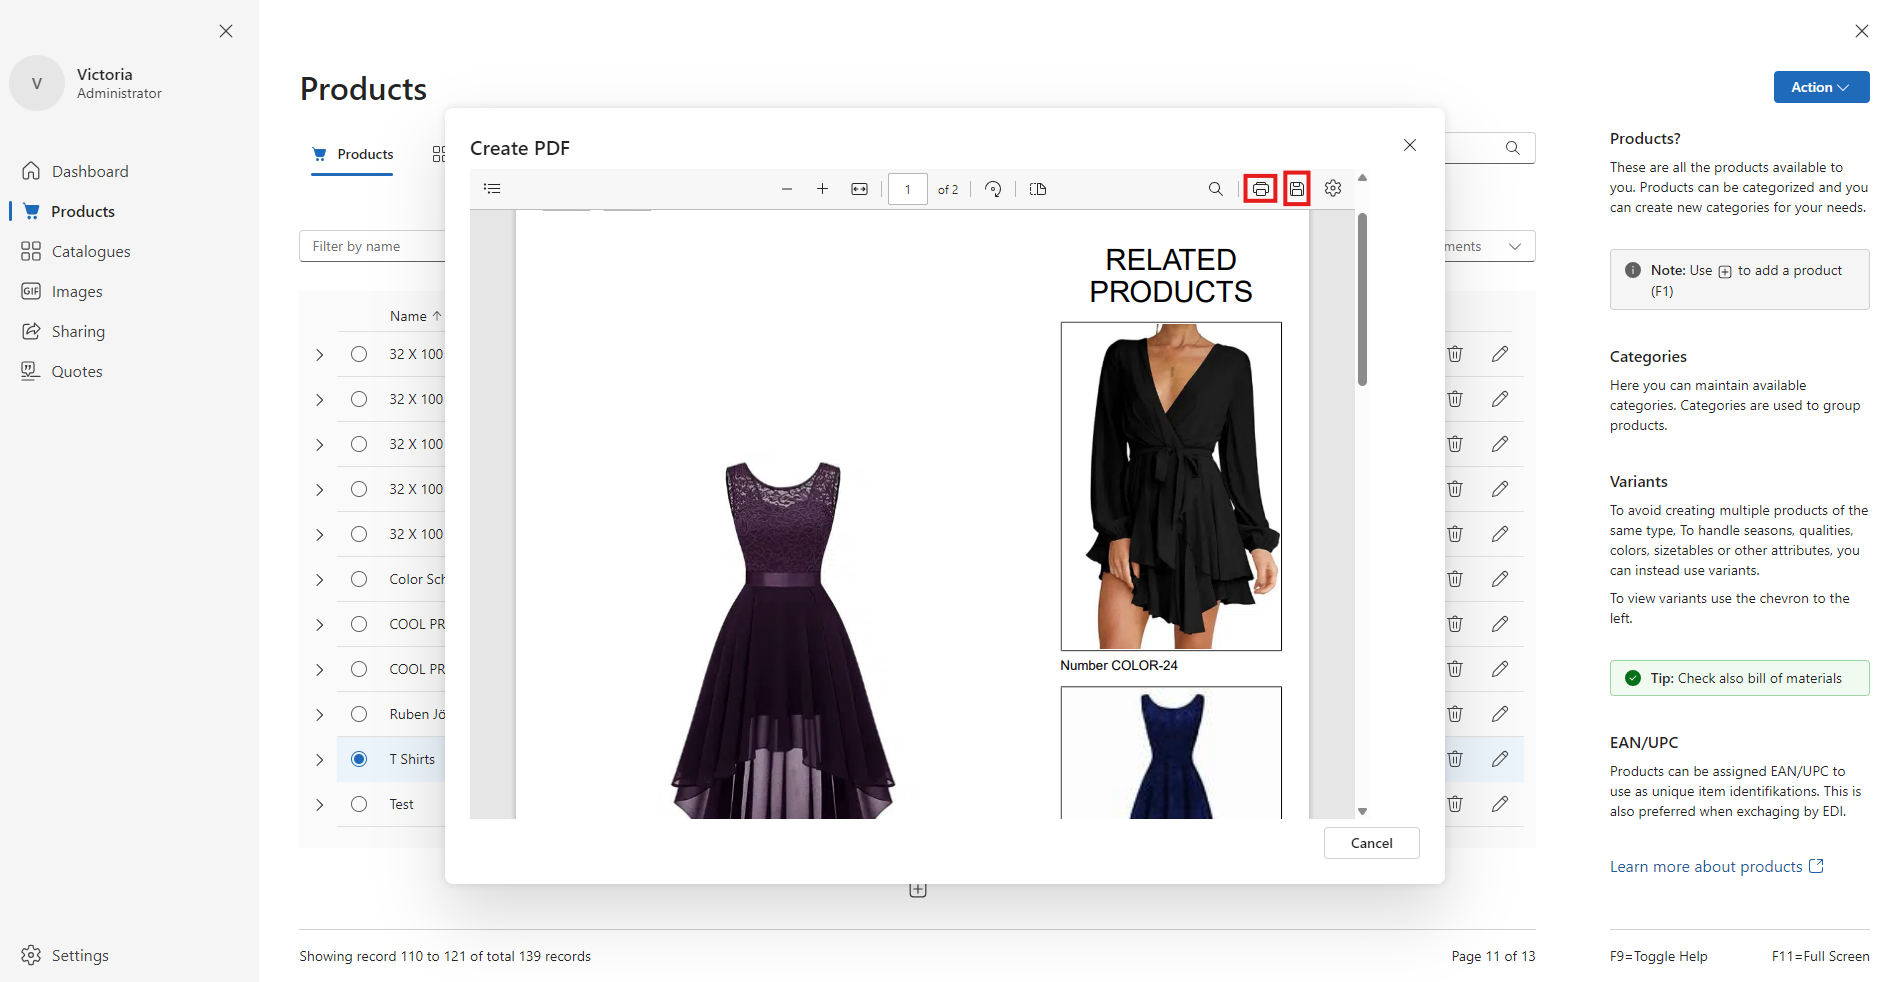 V
Victoria
Administrator
Dashboard
Products
Catalogues
GIF
Images
Sharing
Quotes
Settings
Products
Action
Products
Filter by name
ments
Name
32 X 100
32 X 100
32 X 100
32 X 100
32 X 100
Color Sch
COOL PR
COOL PR
Ruben Jö
T Shirts
Test
Create PDF
1 of 2
RELATED
PRODUCTS
Number COLOR-24
Cancel
Showing record 110 to 121 of total 139 records
Page 11 of 13
Products?
These are all the products available to
you. Products can be categorized and you
can create new categories for your needs.
Note: Use to add a product
(F1)
Categories
Here you can maintain available
categories. Categories are used to group
products.
Variants
To avoid creating multiple products of the
same type, To handle seasons, qualities,
colors, sizetables or other attributes, you
can instead use variants.
To view variants use the chevron to the
left.
Tip: Check also bill of materials
EAN/UPC
Products can be assigned EAN/UPC to
use as unique item identifikations. This is
also preferred when exchaging by EDI.
Learn more about products
F9=Toggle Help
F11=Full Screen